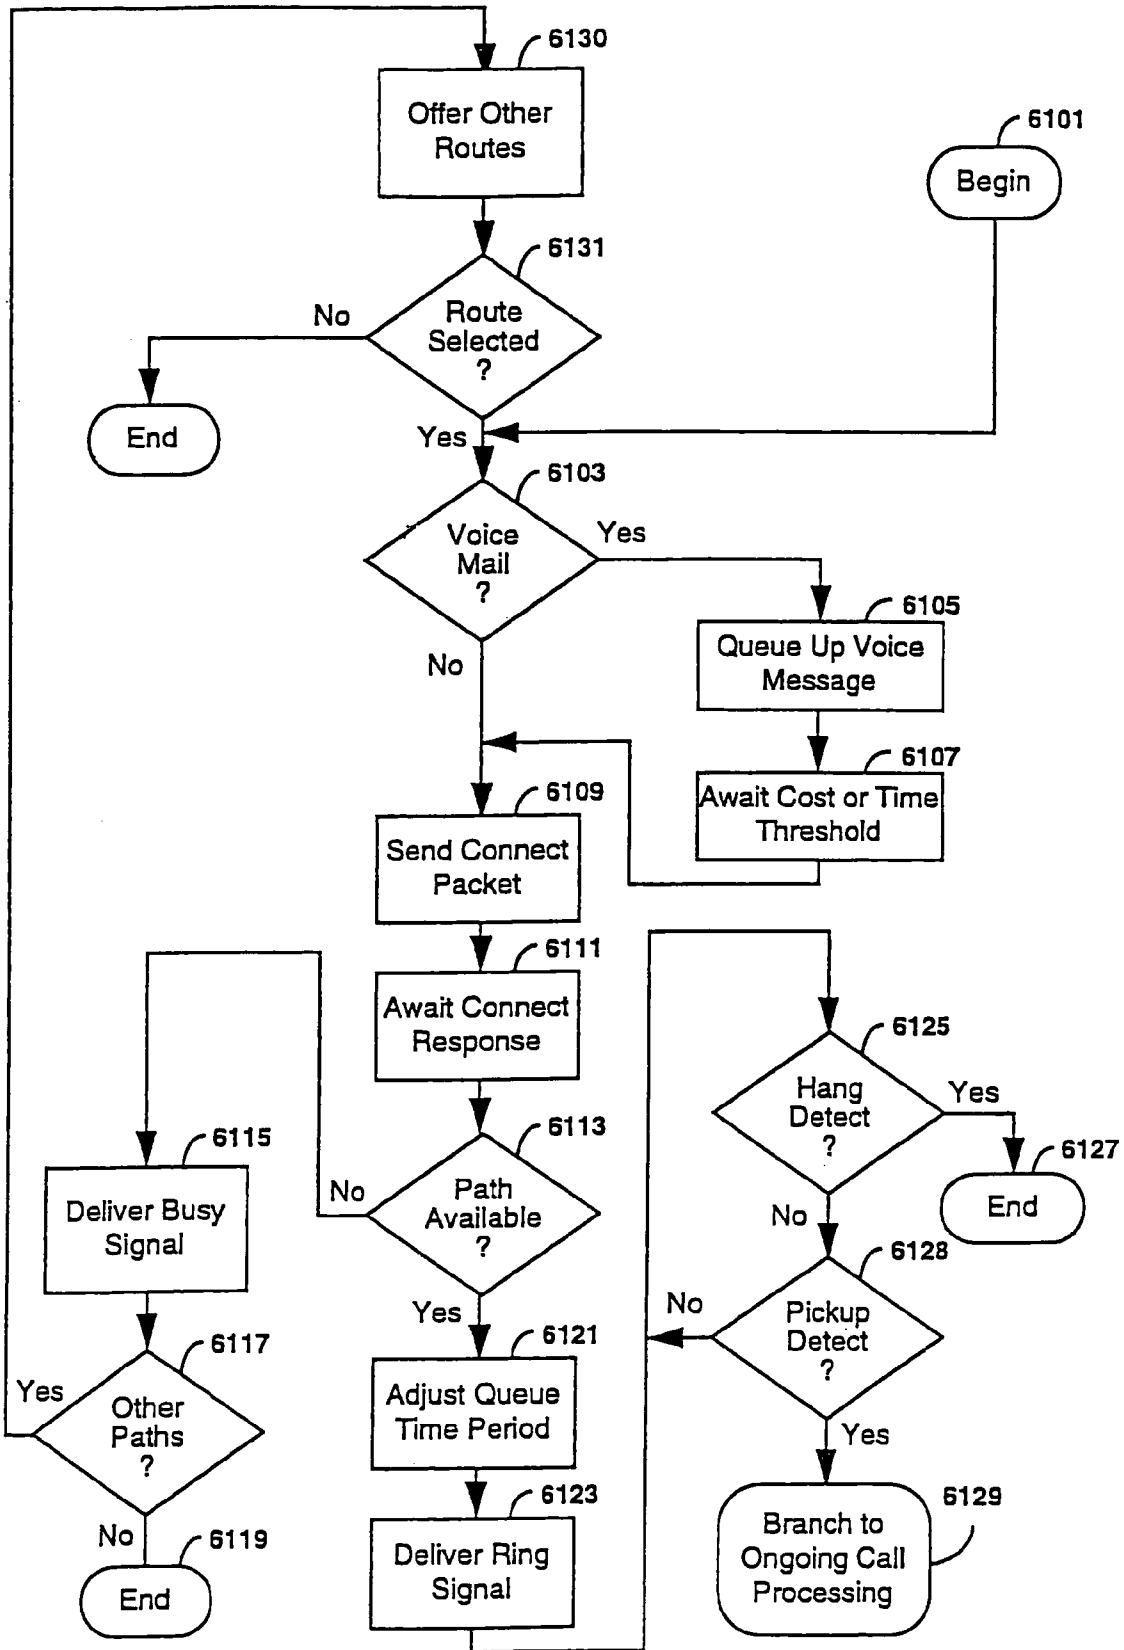 6130
Offer Other
Routes
6101
Begin
6131
Route
Selected
?
No
End
Yes
6103
Voice
Mail
?
Yes
No
6105
Queue Up Voice
Message
6107
Await Cost or Time
Threshold
6109
Send Connect
Packet
6111
Await Connect
Response
6113
Path
Available
?
No
Yes
6115
Deliver Busy
Signal
6117
Other
Paths
?
Yes
No
6119
End
6121
Adjust Queue
Time Period
6123
Deliver Ring
Signal
6125
Hang
Detect
?
Yes
6127
End
No
6128
Pickup
Detect
?
No
Yes
6129
Branch to
Ongoing Call
Processing